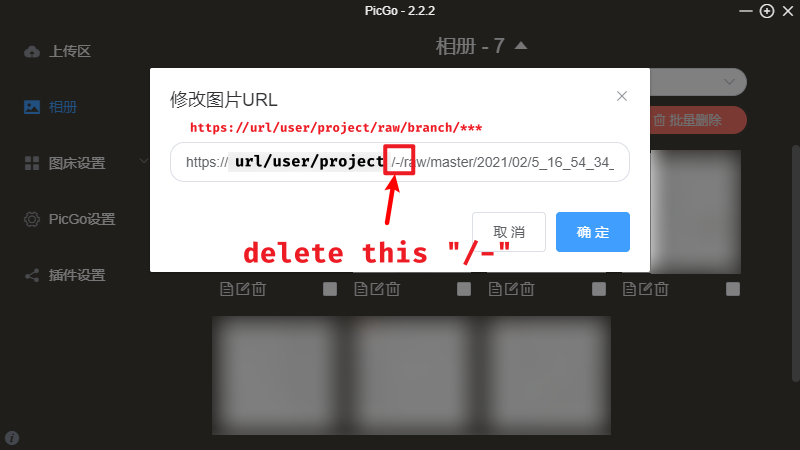 PicGo - 2.2.2
上传区
相册 - 7
相册
批量删除
图床设置
PicGo设置
插件设置
修改图片URL
https://url/user/project/raw/branch/***
https:// url/user/project /-/raw/master/2021/02/5_16_54_34_
取消
确定
delete this "/-"